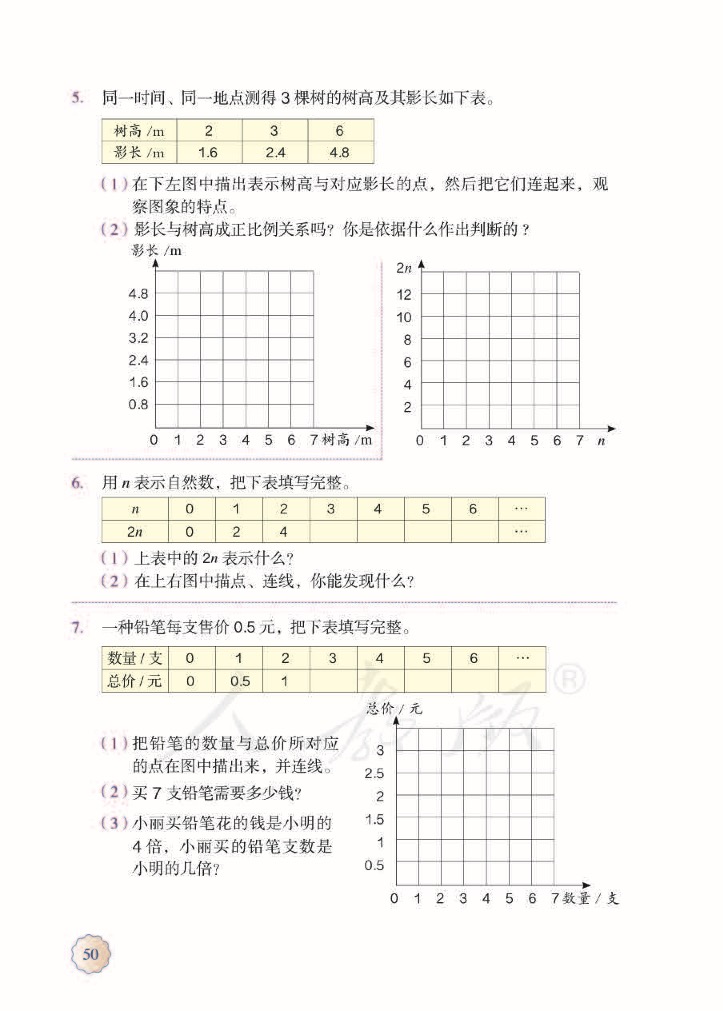 5. 同一时间、同一地点测得 3 棵树的树高及其影长如下表。
树高 /m 2 3 6
影长 /m 1.6 2.4 4.8
(1) 在下左图中描出表示树高与对应影长的点，然后把它们连起来，观
察图象的特点。
(2) 影长与树高成正比例关系吗？你是依据什么作出判断的？
影长 /m
4.8
4.0
3.2
2.4
1.6
0.8
0 1 2 3 4 5 6 7 树高 /m
2n
12
10
8
6
4
2
0 1 2 3 4 5 6 7 n
6. 用 n 表示自然数，把下表填写完整。
n 0 1 2 3 4 5 6 …
2n 0 2 4 …
(1) 上表中的 2n 表示什么？
(2) 在上右图中描点、连线，你能发现什么？
7. 一种铅笔每支售价 0.5 元，把下表填写完整。
数量 / 支 0 1 2 3 4 5 6 …
总价 / 元 0 0.5 1
人教版®
(1) 把铅笔的数量与总价所对应
的点在图中描出来，并连线。
(2) 买 7 支铅笔需要多少钱？
(3) 小丽买铅笔花的钱是小明的
4 倍，小丽买的铅笔支数是
小明的几倍？
总价 / 元
3
2.5
2
1.5
1
0.5
0 1 2 3 4 5 6 7 数量 / 支
50